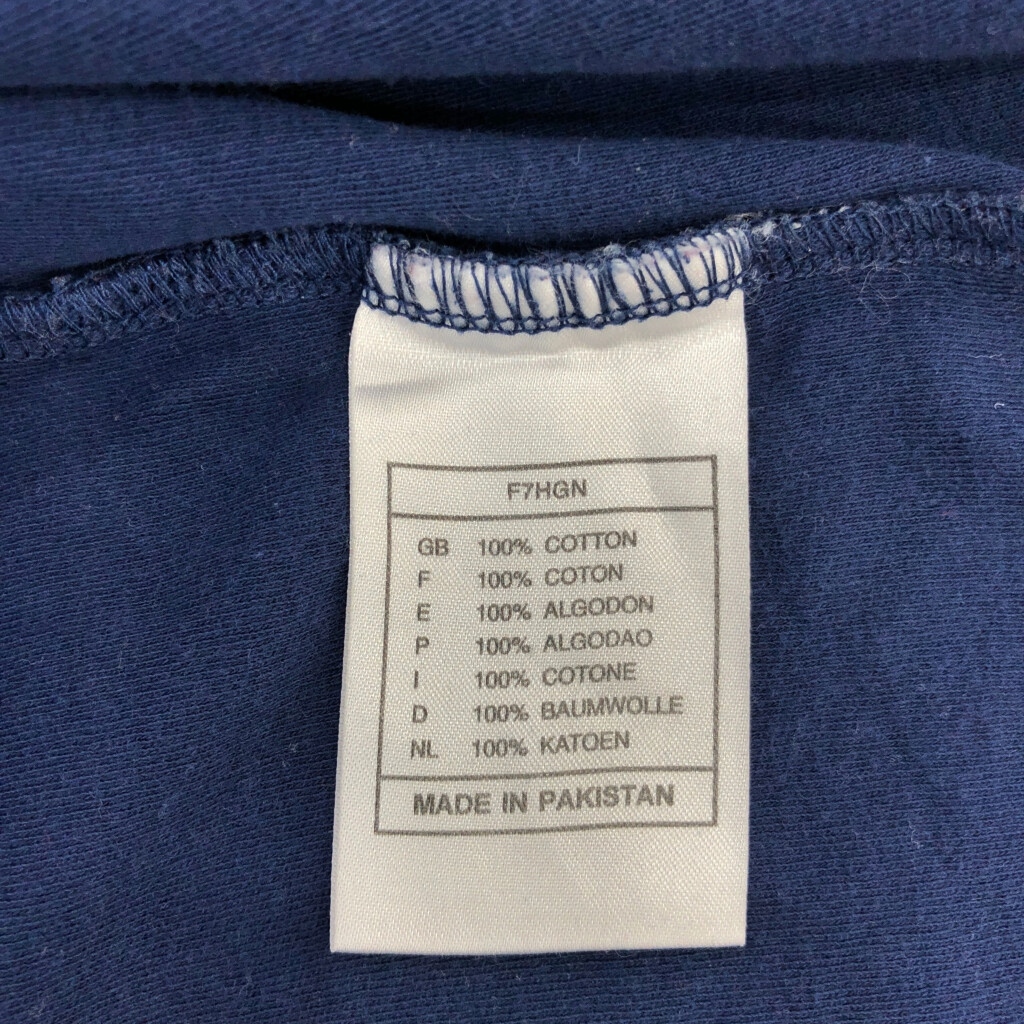 F7HGN
GB 100% COTTON
F 100% COTON
E 100% ALGODON
P 100% ALGODAO
I 100% COTONE
D 100% BAUMWOLLE
NL 100% KATOEN
MADE IN PAKISTAN